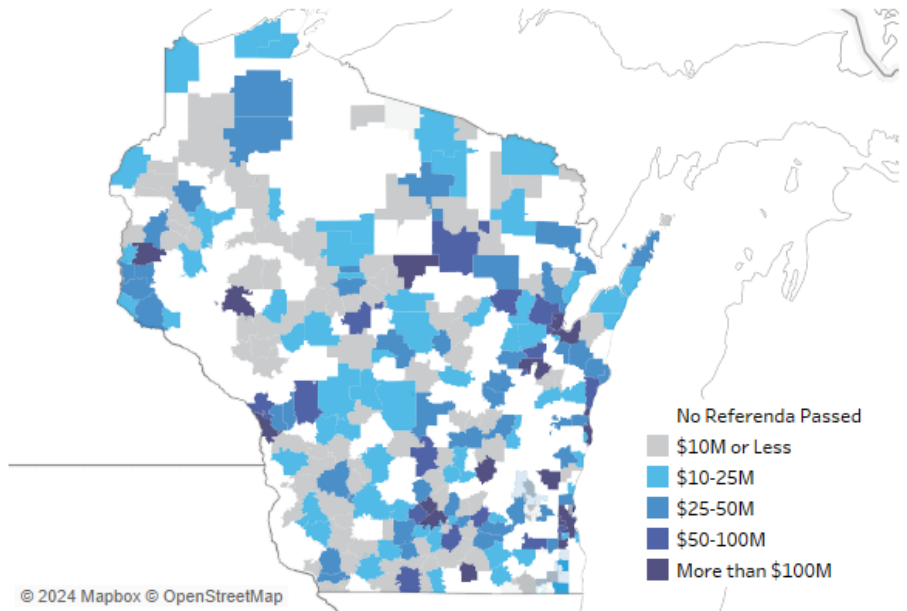 No Referenda Passed
$10M or Less
$10-25M
$25-50M
$50-100M
More than $100M
© 2024 Mapbox © OpenStreetMap